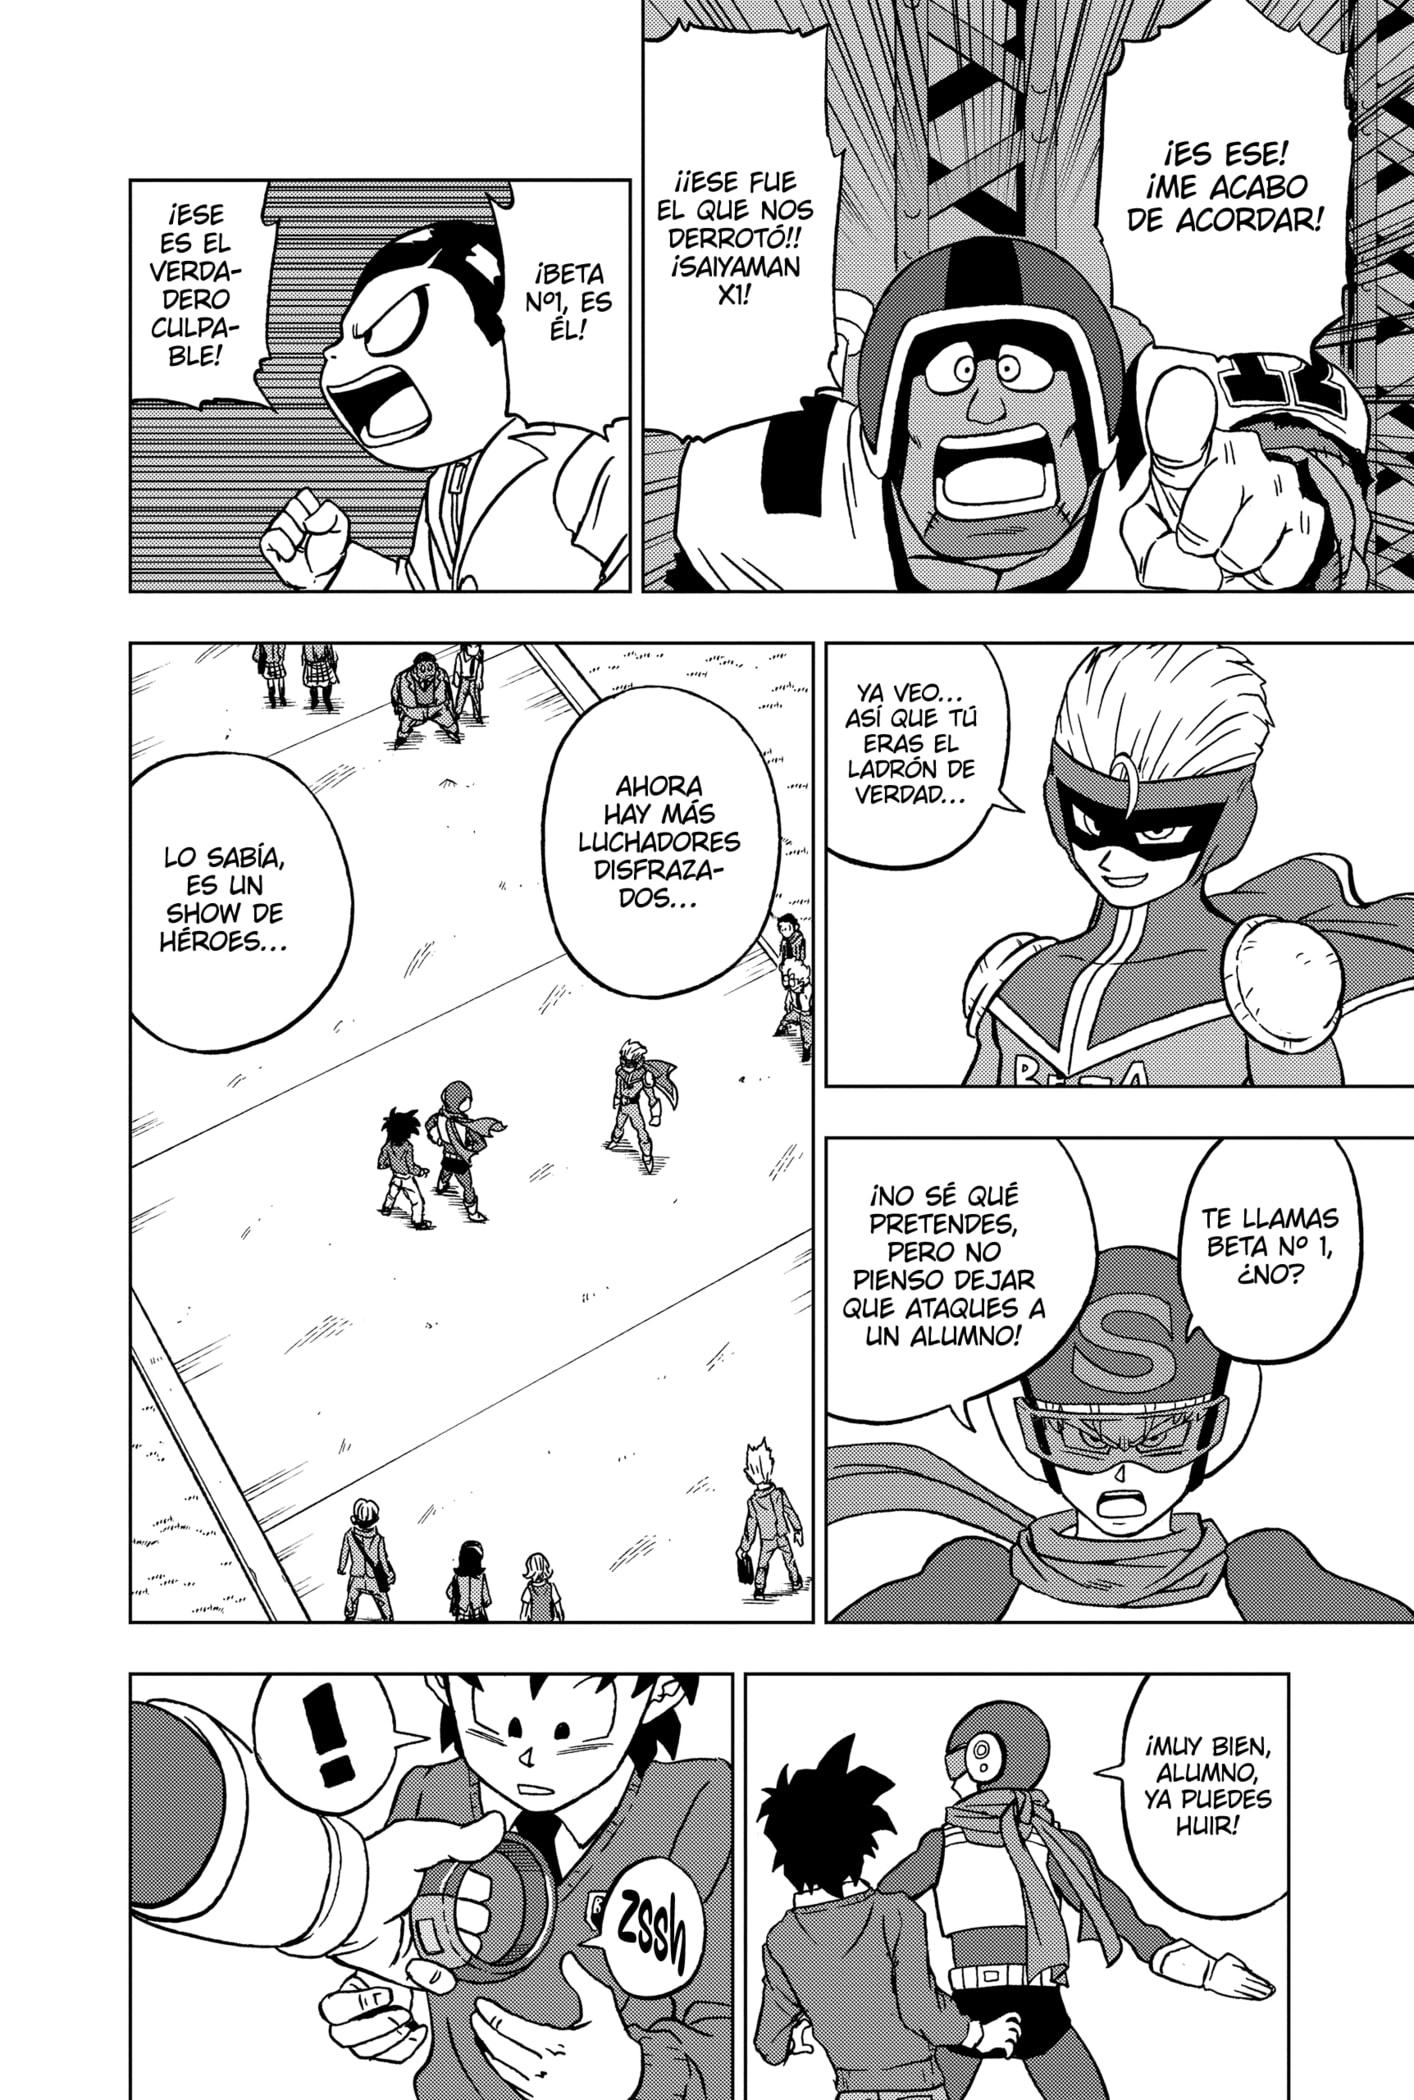 ¡ES ESE!
¡ME ACABO
DE ACORDAR!
¡¡ESE FUE
EL QUE NOS
DERROTÓ!!
¡SAIYAMAN
X1!
¡BETA
Nº1, ES
ÉL!
¡ESE
ES EL
VERDA-
DERO
CULPA-
BLE!
YA VEO...
ASÍ QUE TÚ
ERAS EL
LADRÓN DE
VERDAD...
BETA
TE LLAMAS
BETA Nº 1,
¿NO?
¡NO SÉ QUÉ
PRETENDES,
PERO NO
PIENSO DEJAR
QUE ATAQUES A
UN ALUMNO!
S
AHORA
HAY MÁS
LUCHADORES
DISFRAZA-
DOS...
LO SABÍA,
ES UN
SHOW DE
HÉROES...
¡MUY BIEN,
ALUMNO,
YA PUEDES
HUIR!
!
ZSSH